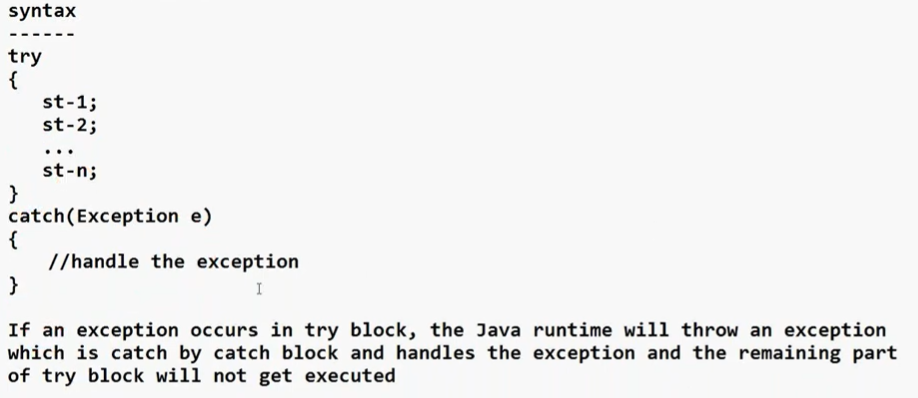 syntax
------
try
{
st-1;
st-2;
...
st-n;
}
catch(Exception e)
{
//handle the exception
}
If an exception occurs in try block, the Java runtime will throw an exception
which is catch by catch block and handles the exception and the remaining part
of try block will not get executed